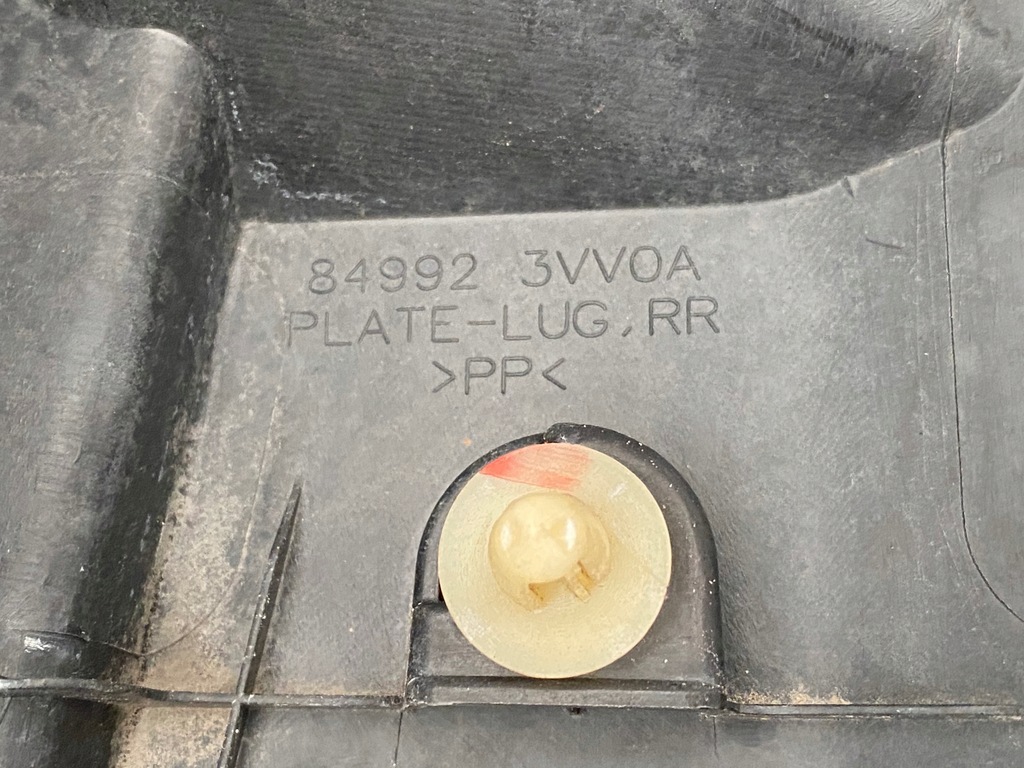 84992 3VV0A
PLATE-LUG,RR
>PP<